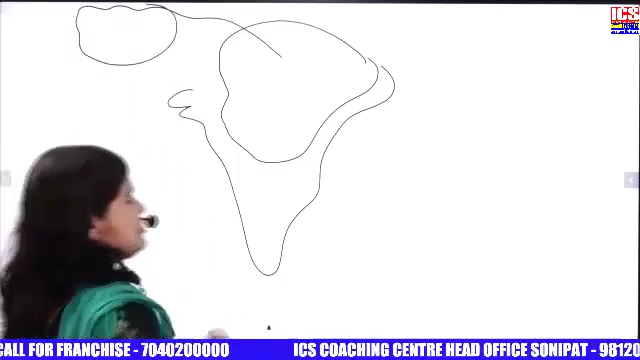 ICS
CALL FOR FRANCHISE - 7040200000
ICS COACHING CENTRE HEAD OFFICE SONIPAT - 98120